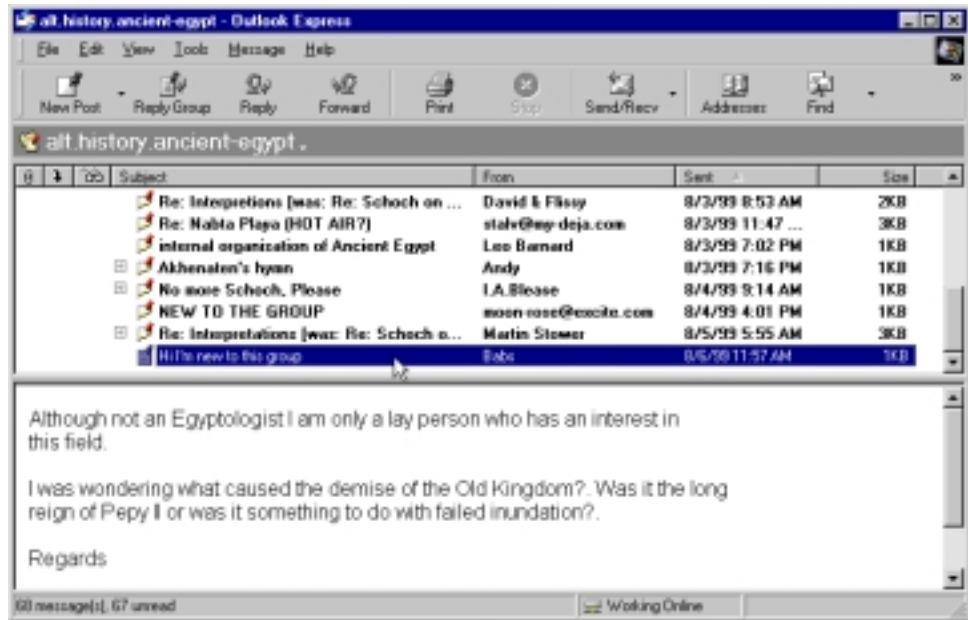 alt.history.ancient-egypt - Outlook Express
File Edit View Tools Message Help
New Post Reply Group Reply Forward Print Stop Send/Recv Addresses Find »
alt.history.ancient-egypt
Subject From Sent Size
Re: Interpretions [was: Re: Schoch on ... David & Flissy 8/3/99 8:53 AM 2KB
Re: Nabta Playa (HOT AIR?) stalv@my-deja.com 8/3/99 11:47 ... 3KB
internal organization of Ancient Egypt Leo Barnard 8/3/99 7:02 PM 1KB
Akhenaten's hymn Andy 8/3/99 7:16 PM 1KB
No more Schoch, Please I.A.Blease 8/4/99 9:14 AM 1KB
NEW TO THE GROUP moon-rose@excite.com 8/4/99 4:01 PM 1KB
Re: Interpretations [was: Re: Schoch o... Martin Stower 8/5/99 5:55 AM 3KB
Hi I'm new to this group Babs 8/6/99 11:57 AM 1KB
Although not an Egyptologist I am only a lay person who has an interest in
this field.
I was wondering what caused the demise of the Old Kingdom?. Was it the long
reign of Pepy II or was it something to do with failed inundation?.
Regards
68 message(s), 67 unread Working Online